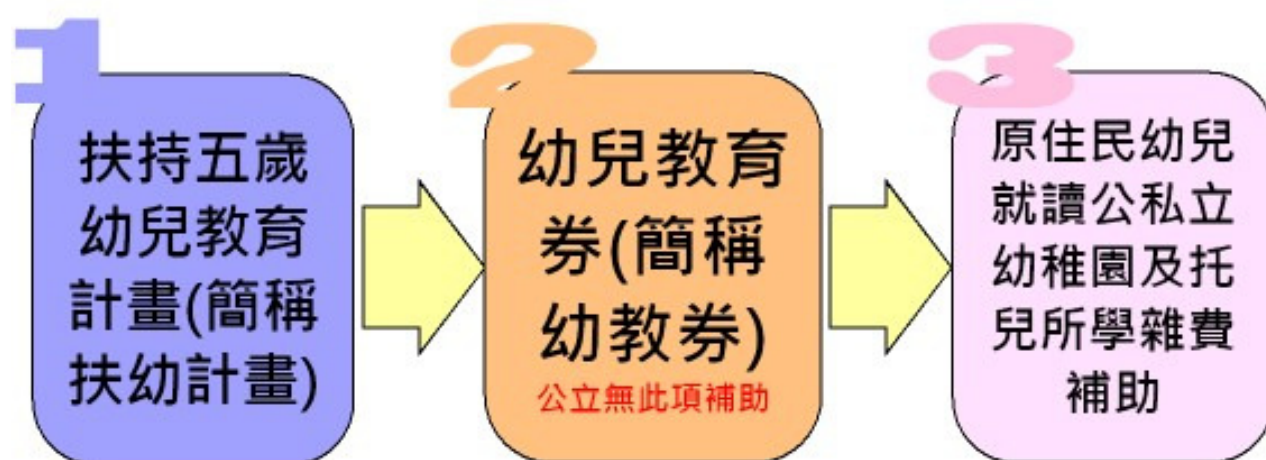 1
扶持五歲
幼兒教育
計畫(簡稱
扶幼計畫)
2
幼兒教育
券(簡稱
幼教券)
公立無此項補助
3
原住民幼兒
就讀公私立
幼稚園及托
兒所學雜費
補助